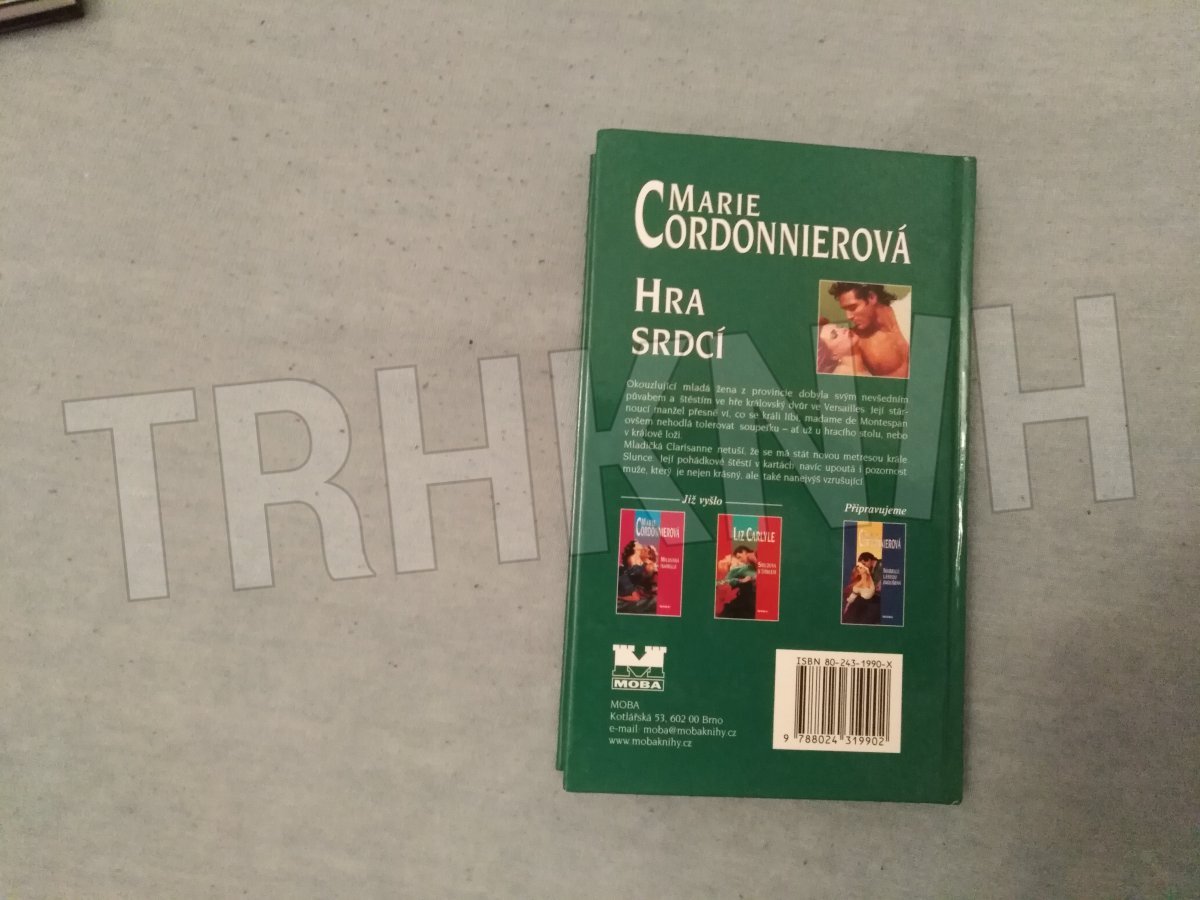 MARIE
CORDONNIEROVÁ
HRA
SRDCÍ
Okouzlující mladá žena z provincie dobyla svým nevšedním
půvabem a štěstím ve hře královský dvůr ve Versailles. Její stár-
noucí manžel přesně ví, co se králi líbí, madame de Montespan
ovšem nehodlá tolerovat soupeřku – ať už u hracího stolu, nebo
v králově loži.
Mladičká Clarisanne netuší, že se má stát novou metresou krále
Slunce. Její pohádkové štěstí v kartách navíc upoutá i pozornost
muže, který je nejen krásný, ale také nanejvýš vzrušující.
Již vyšlo
Připravujeme
MARIE
CORDONNIEROVÁ
LIZ CARLYLE
CORDONNIEROVÁ
MOBA
MOBA
Kotlářská 53, 602 00 Brno
e-mail: moba@mobaknihy.cz
www.mobaknihy.cz
ISBN 80-243-1990-X
9 788024 319902
TRHKNIH